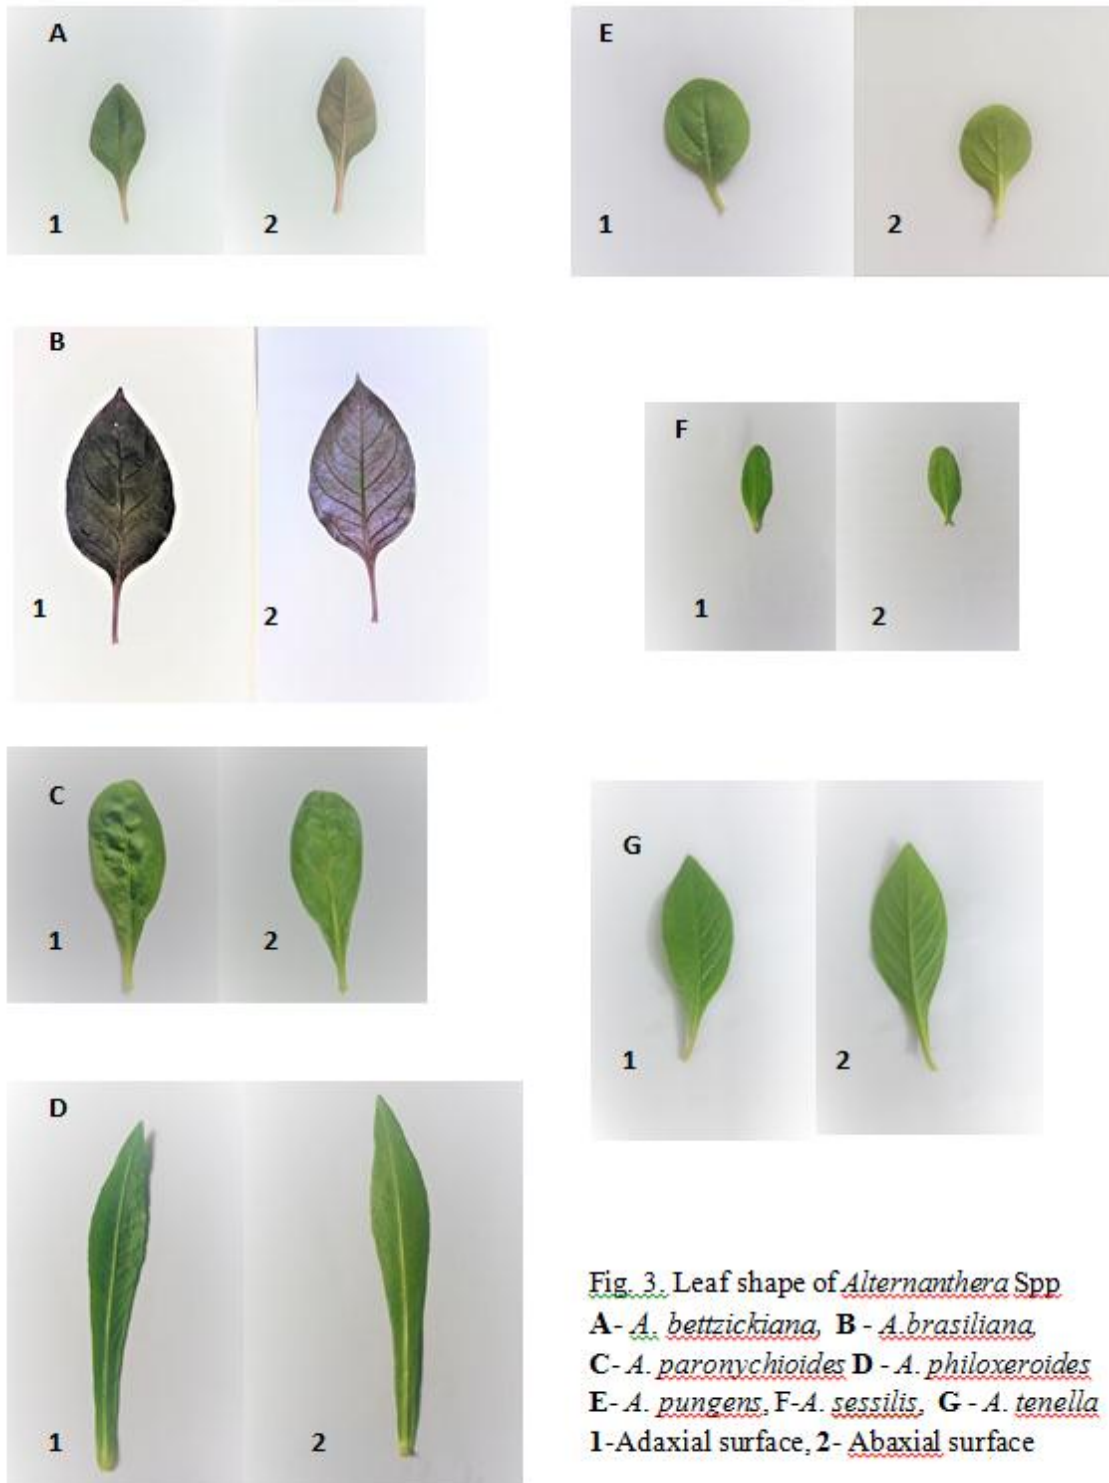 A
1
2
E
1
2
B
1
2
F
1
2
C
1
2
G
1
2
D
1
2
Fig. 3. Leaf shape of Alternanthera Spp
A- A. bettzickiana, B - A.brasiliana,
C- A. paronychioides D - A. philoxeroides
E- A. pungens, F-A. sessilis, G - A. tenella
1-Adaxial surface, 2- Abaxial surface